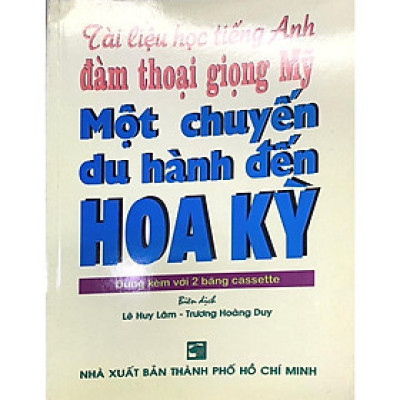 Tài liệu học tiếng Anh
đàm thoại giọng Mỹ
Một chuyến
du hành đến
HOA KỲ
Dùng kèm với 2 băng cassette
Biên dịch
Lê Huy Lâm - Trương Hoàng Duy
NHÀ XUẤT BẢN THÀNH PHỐ HỒ CHÍ MINH